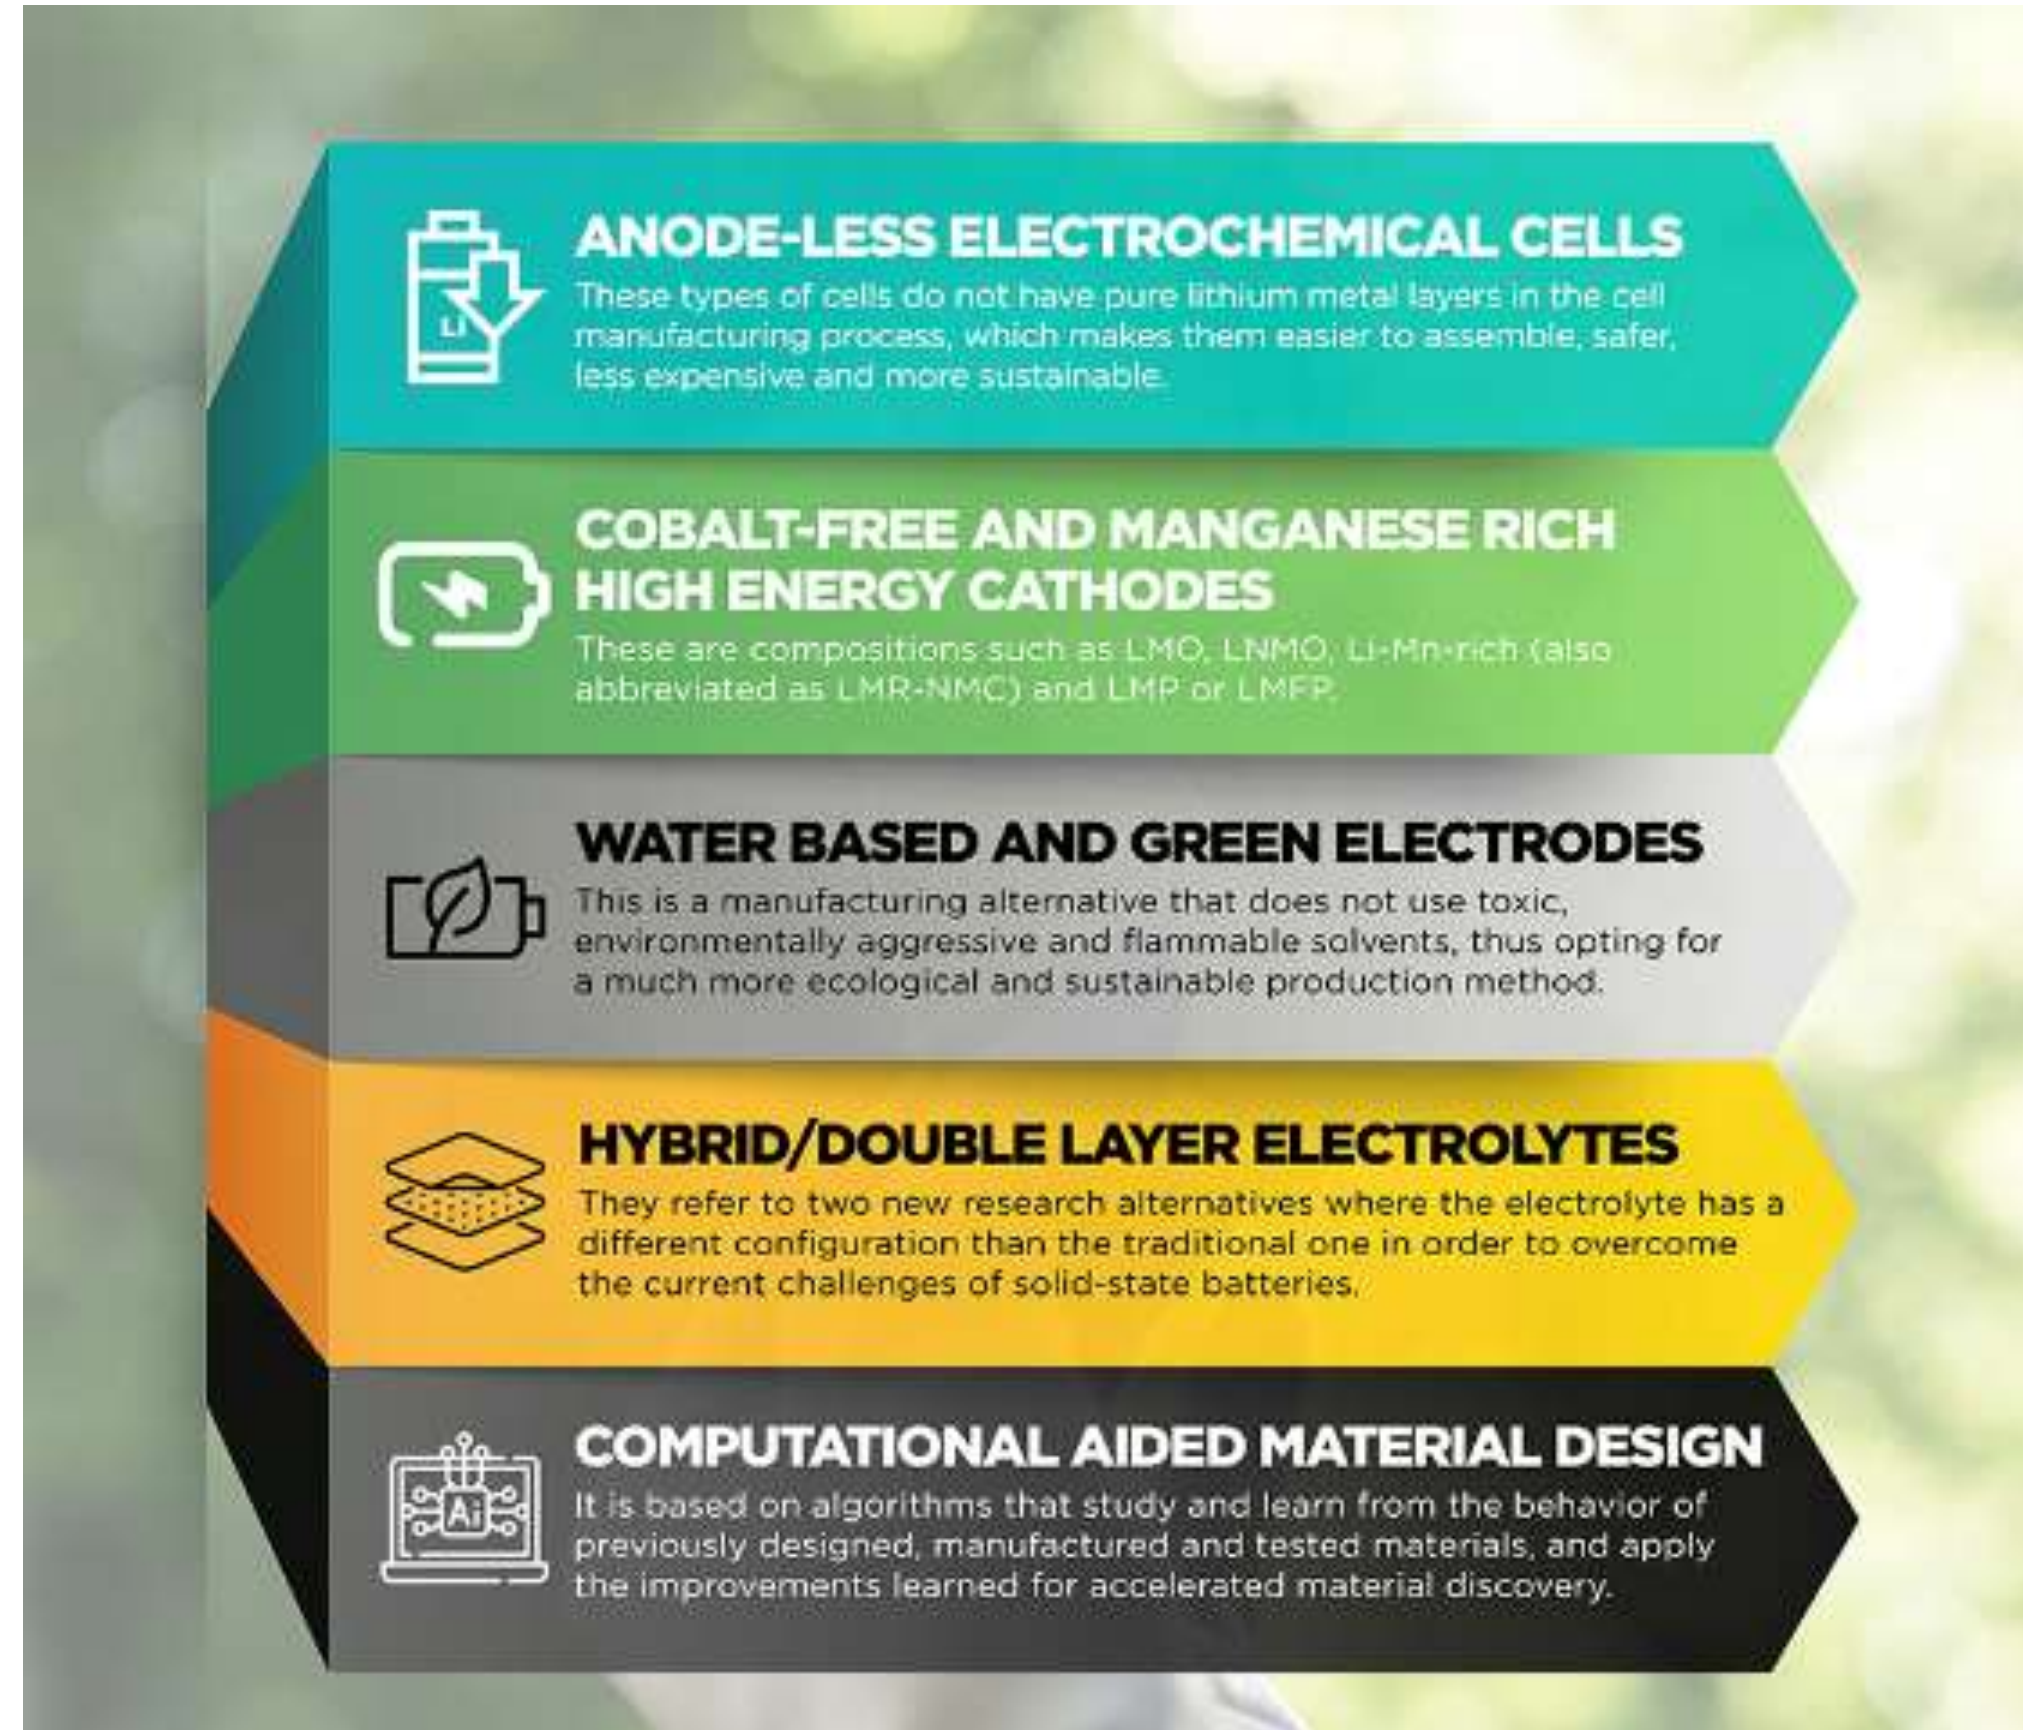 ANODE-LESS ELECTROCHEMICAL CELLS
These types of cells do not have pure lithium metal layers in the cell
manufacturing process, which makes them easier to assemble, safer,
less expensive and more sustainable.
LI
COBALT-FREE AND MANGANESE RICH
HIGH ENERGY CATHODES
These are compositions such as LMO, LNMO, Li-Mn-rich (also
abbreviated as LMR-NMC) and LMP or LMFP.
WATER BASED AND GREEN ELECTRODES
This is a manufacturing alternative that does not use toxic,
environmentally aggressive and flammable solvents, thus opting for
a much more ecological and sustainable production method.
HYBRID/DOUBLE LAYER ELECTROLYTES
They refer to two new research alternatives where the electrolyte has a
different configuration than the traditional one in order to overcome
the current challenges of solid-state batteries.
COMPUTATIONAL AIDED MATERIAL DESIGN
Ai
It is based on algorithms that study and learn from the behavior of
previously designed, manufactured and tested materials, and apply
the improvements learned for accelerated material discovery.